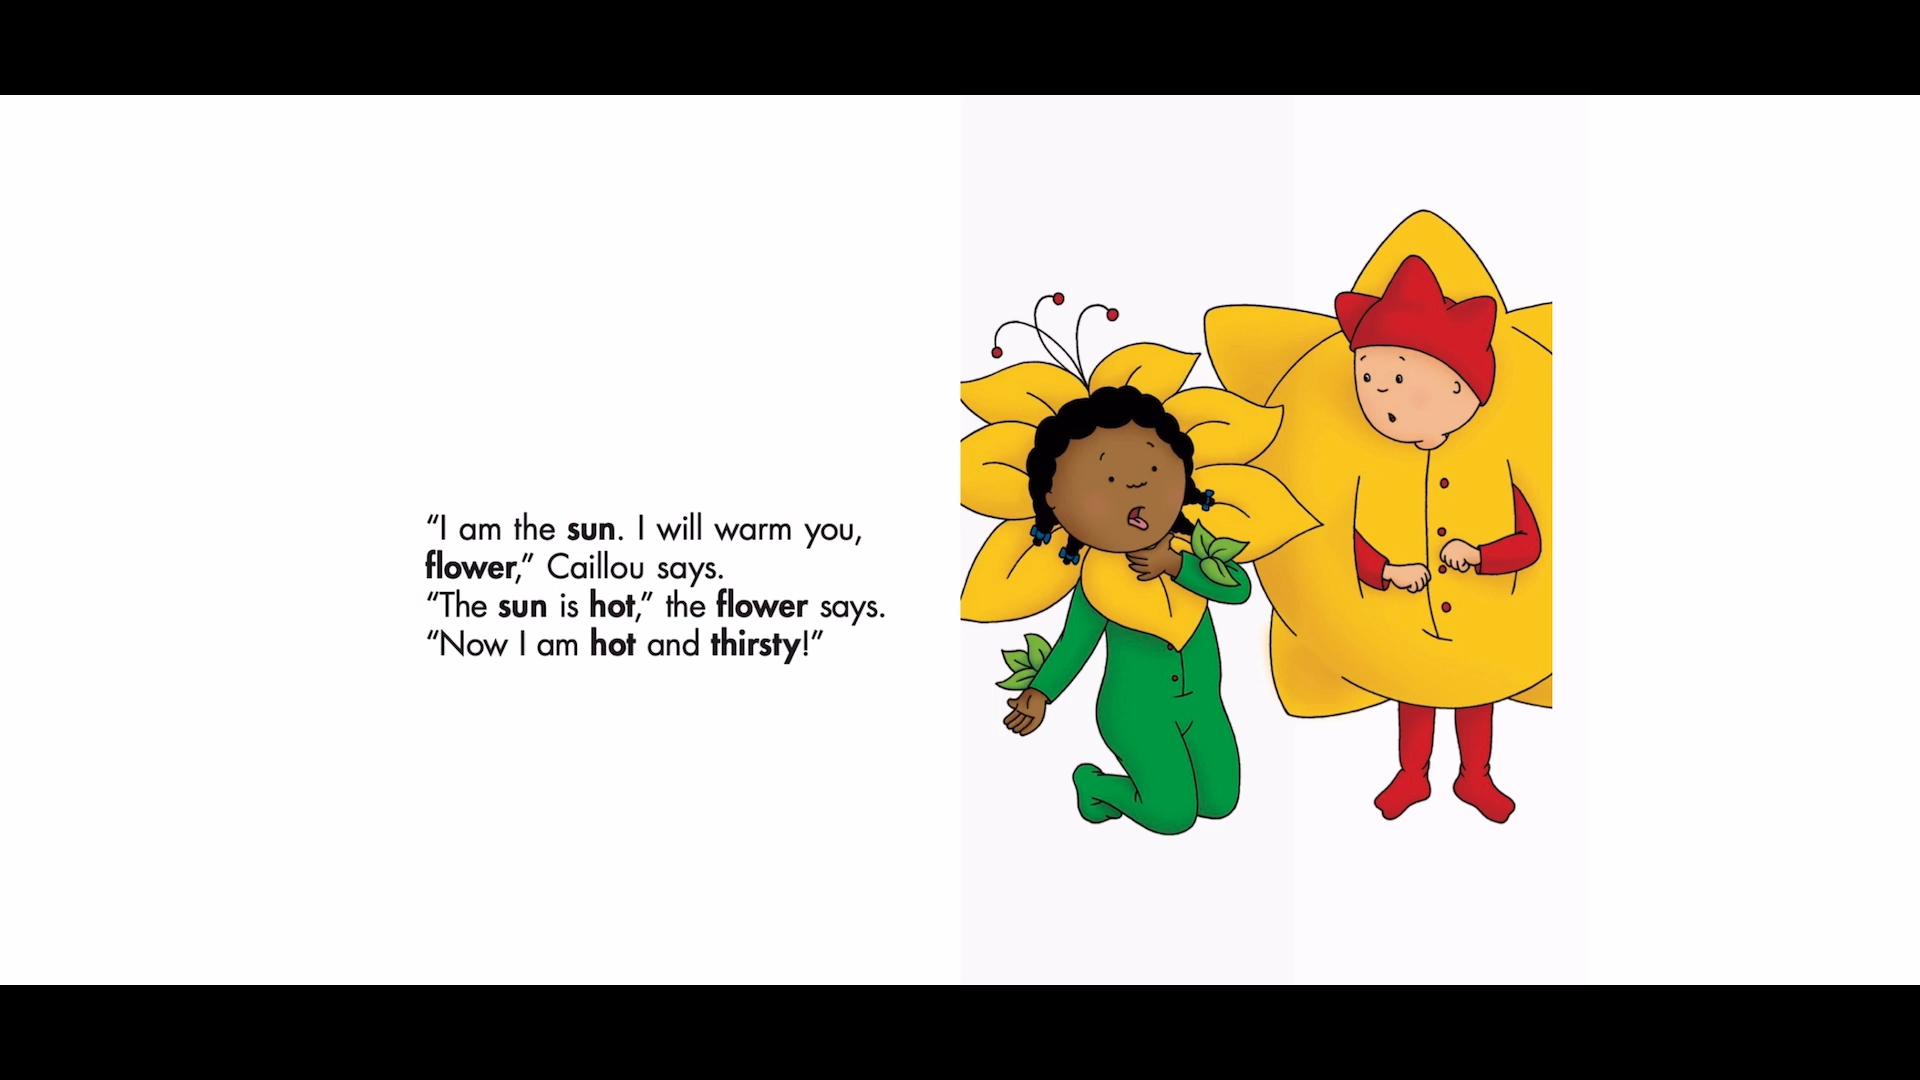 “I am the sun. I will warm you,
flower,” Caillou says.
“The sun is hot,” the flower says.
“Now I am hot and thirsty!”